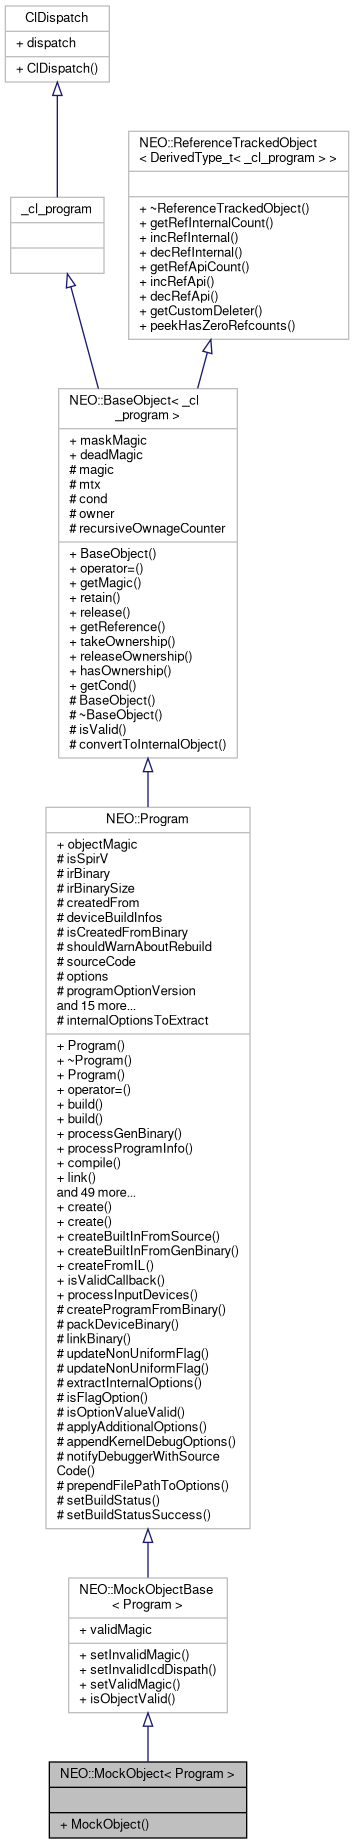 ClDispatch
+ dispatch
+ ClDispatch()
NEO::ReferenceTrackedObject
< DerivedType_t< _cl_program > >
+ ~ReferenceTrackedObject()
+ getRefInternalCount()
+ incRefInternal()
+ decRefInternal()
+ getRefApiCount()
+ incRefApi()
+ decRefApi()
+ getCustomDeleter()
+ peekHasZeroRefcounts()
_cl_program
NEO::BaseObject< _cl
_program >
+ maskMagic
+ deadMagic
# magic
# mtx
# cond
# owner
# recursiveOwnageCounter
+ BaseObject()
+ operator=()
+ getMagic()
+ retain()
+ release()
+ getReference()
+ takeOwnership()
+ releaseOwnership()
+ hasOwnership()
+ getCond()
# BaseObject()
# ~BaseObject()
# isValid()
# convertToInternalObject()
NEO::Program
+ objectMagic
# isSpirV
# irBinary
# irBinarySize
# createdFrom
# deviceBuildInfos
# isCreatedFromBinary
# shouldWarnAboutRebuild
# sourceCode
# options
# programOptionVersion
and 15 more...
# internalOptionsToExtract
+ Program()
+ ~Program()
+ Program()
+ operator=()
+ build()
+ build()
+ processGenBinary()
+ processProgramInfo()
+ compile()
+ link()
and 49 more...
+ create()
+ create()
+ createBuiltInFromSource()
+ createBuiltInFromGenBinary()
+ createFromIL()
+ isValidCallback()
+ processInputDevices()
# createProgramFromBinary()
# packDeviceBinary()
# linkBinary()
# updateNonUniformFlag()
# updateNonUniformFlag()
# extractInternalOptions()
# isFlagOption()
# isOptionValueValid()
# applyAdditionalOptions()
# appendKernelDebugOptions()
# notifyDebuggerWithSource
Code()
# prependFilePathToOptions()
# setBuildStatus()
# setBuildStatusSuccess()
NEO::MockObjectBase
< Program >
+ validMagic
+ setInvalidMagic()
+ setInvalidIcdDispath()
+ setValidMagic()
+ isObjectValid()
NEO::MockObject< Program >
+ MockObject()